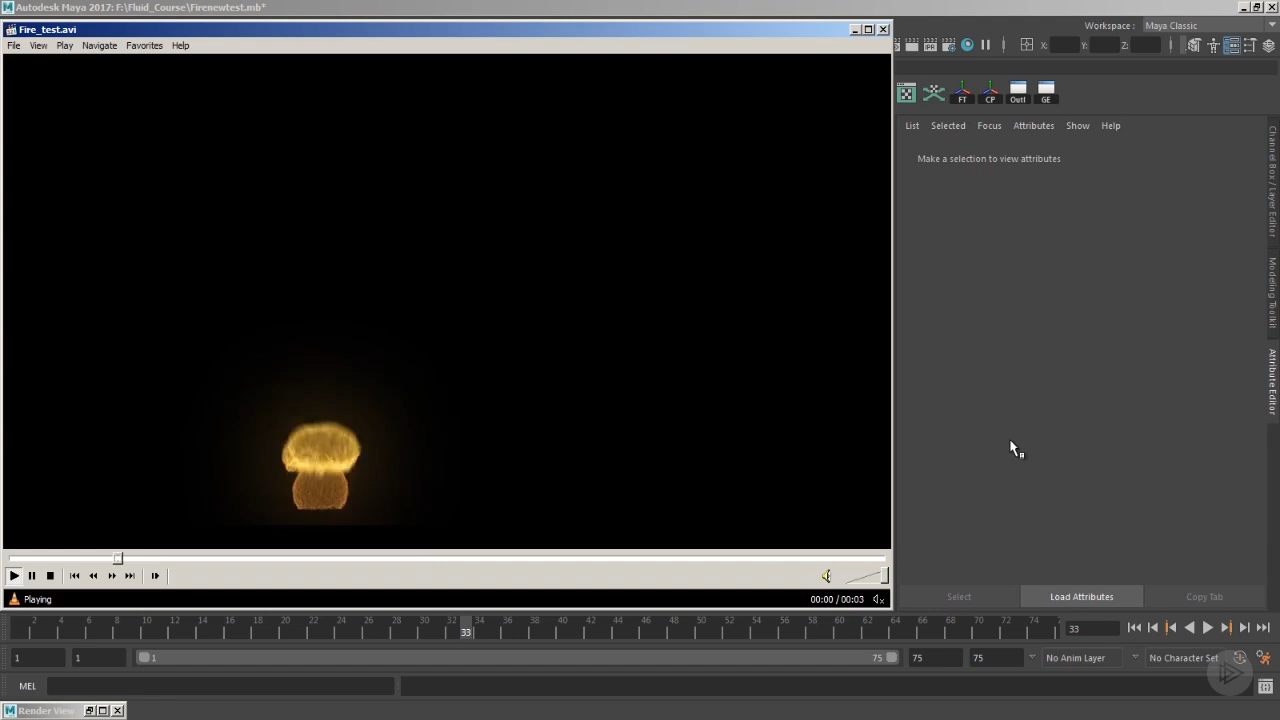 Autodesk Maya 2017: F:\Fluid_Course\Firenewtest.mb*
Fire_test.avi
Workspace : Maya Classic
File View Play Navigate Favorites Help
X: Y: Z:
FT CP Outl GE
List Selected Focus Attributes Show Help
Make a selection to view attributes
Channel Box / Layer Editor
Modeling Toolkit
Attribute Editor
Select Load Attributes Copy Tab
Playing 00:00 / 00:03
2 4 6 8 10 12 14 16 18 20 22 24 26 28 30 32 34 36 38 40 42 44 46 48 50 52 54 56 58 60 62 64 66 68 70 72 74
33 33
1 1 1 75 75 75 No Anim Layer No Character Set
MEL
Render View